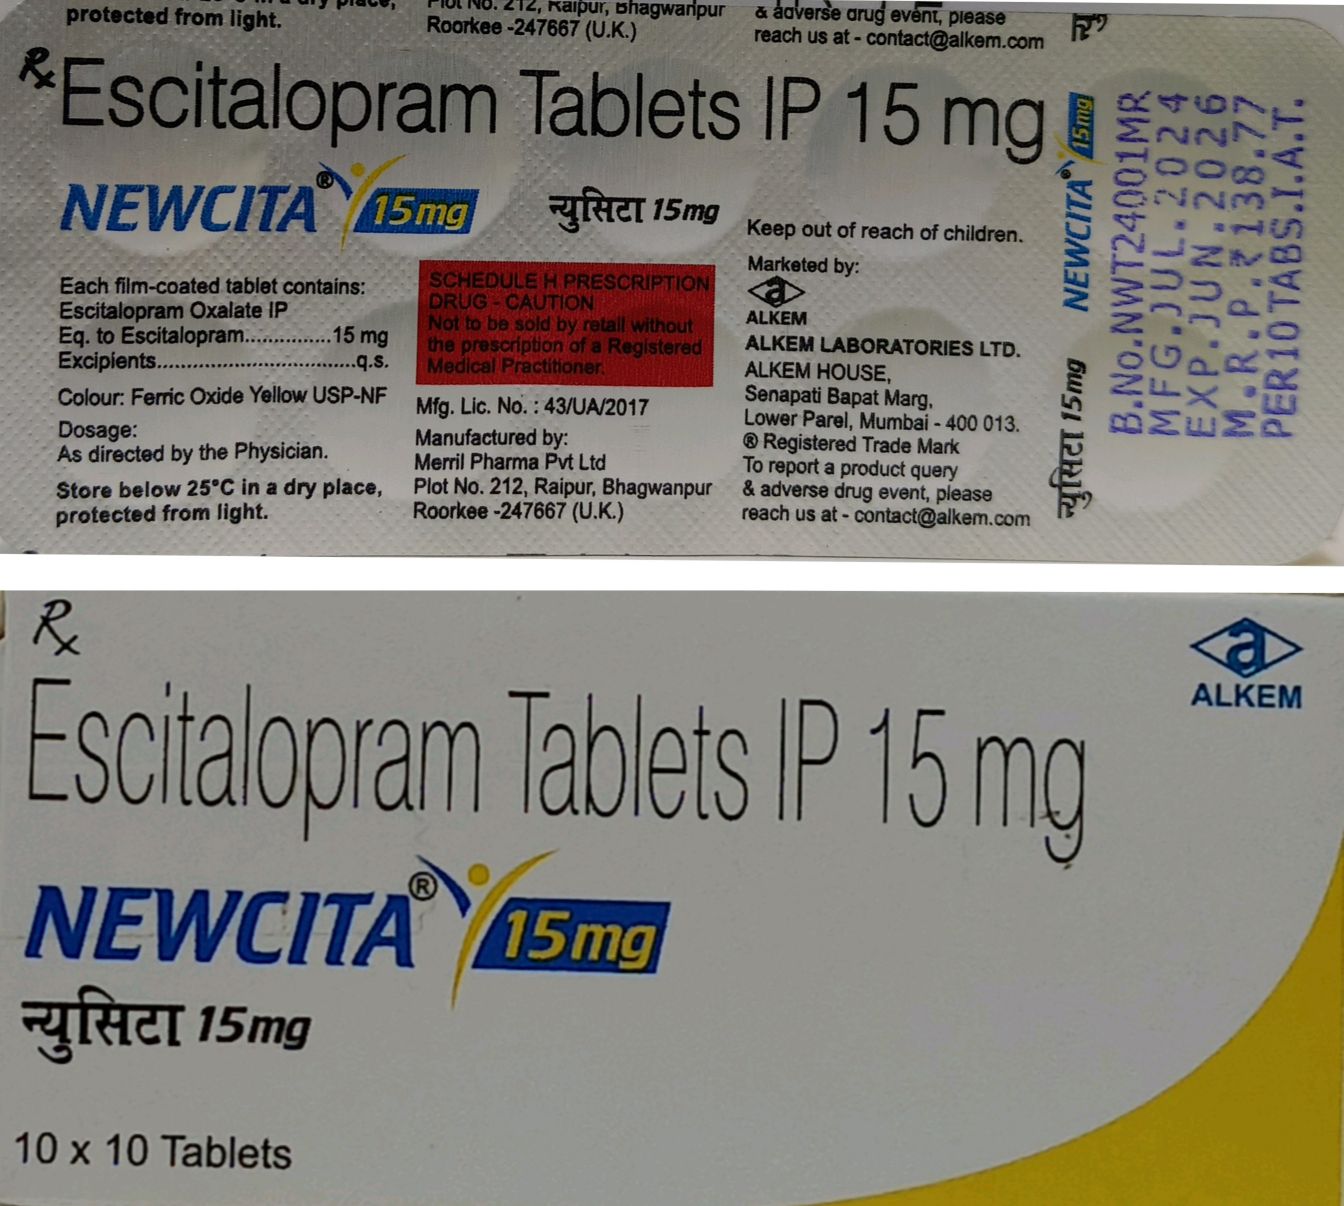 protected from light.
Plot No. 212, Raipur, Bhagwanpur
Roorkee -247667 (U.K.)
& adverse drug event, please
reach us at - contact@alkem.com
Rx Escitalopram Tablets IP 15 mg
NEWCITA® 15mg
न्युसिटा 15mg
Each film-coated tablet contains:
Escitalopram Oxalate IP
Eq. to Escitalopram...............15 mg
Excipients...................................q.s.
Colour: Ferric Oxide Yellow USP-NF
Dosage:
As directed by the Physician.
Store below 25°C in a dry place,
protected from light.
SCHEDULE H PRESCRIPTION
DRUG - CAUTION
Not to be sold by retail without
the prescription of a Registered
Medical Practitioner.
Mfg. Lic. No. : 43/UA/2017
Manufactured by:
Merril Pharma Pvt Ltd
Plot No. 212, Raipur, Bhagwanpur
Roorkee -247667 (U.K.)
Keep out of reach of children.
Marketed by:
a
ALKEM
ALKEM LABORATORIES LTD.
ALKEM HOUSE,
Senapati Bapat Marg,
Lower Parel, Mumbai - 400 013.
® Registered Trade Mark
To report a product query
& adverse drug event, please
reach us at - contact@alkem.com
NEWCITA® 15mg
न्युसिटा 15mg
B.No.NWT24001MR
MFG.JUL.2024
EXP.JUN.2026
M.R.P.₹138.77
PER10TABS.I.A.T.
Rx
a
ALKEM
Escitalopram Tablets IP 15 mg
NEWCITA® 15mg
न्युसिटा 15mg
10 x 10 Tablets